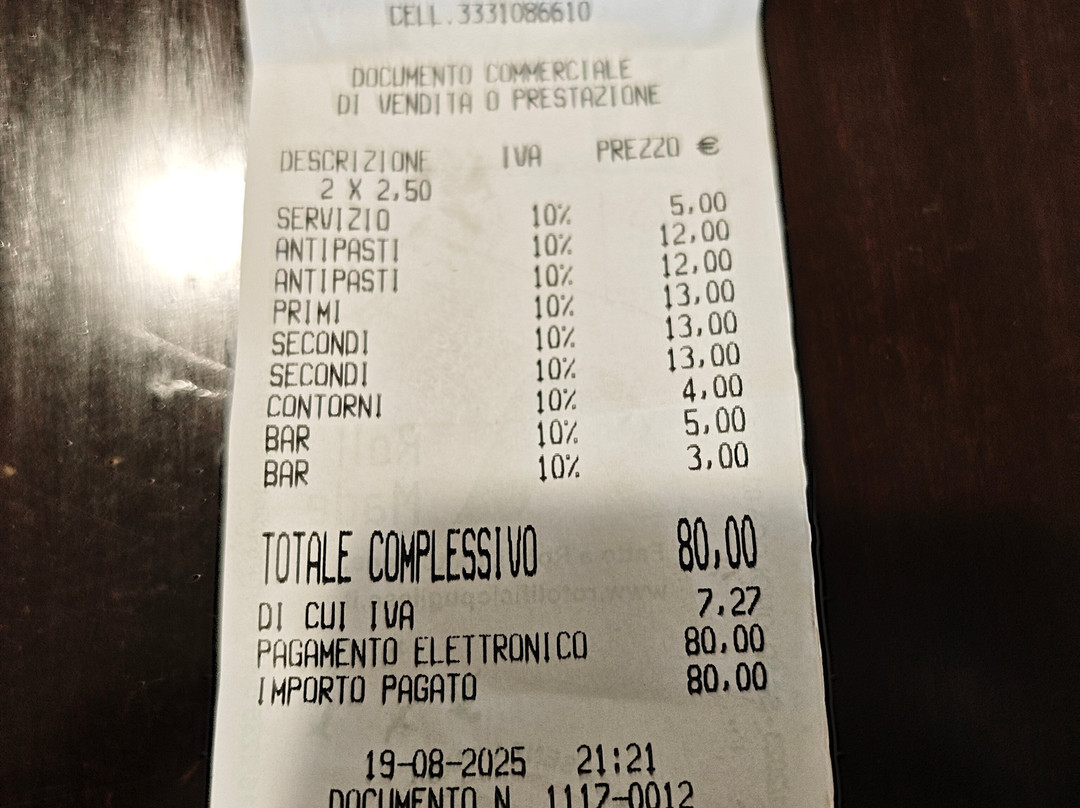 CELL.3331086610
DOCUMENTO COMMERCIALE
DI VENDITA O PRESTAZIONE
DESCRIZIONE IVA PREZZO €
2 X 2,50
SERVIZIO 10% 5,00
ANTIPASTI 10% 12,00
ANTIPASTI 10% 12,00
PRIMI 10% 13,00
SECONDI 10% 13,00
SECONDI 10% 13,00
CONTORNI 10% 4,00
BAR 10% 5,00
BAR 10% 3,00
TOTALE COMPLESSIVO 80,00
DI CUI IVA 7,27
PAGAMENTO ELETTRONICO 80,00
IMPORTO PAGATO 80,00
19-08-2025 21:21
DOCUMENTO N. 1117-0012